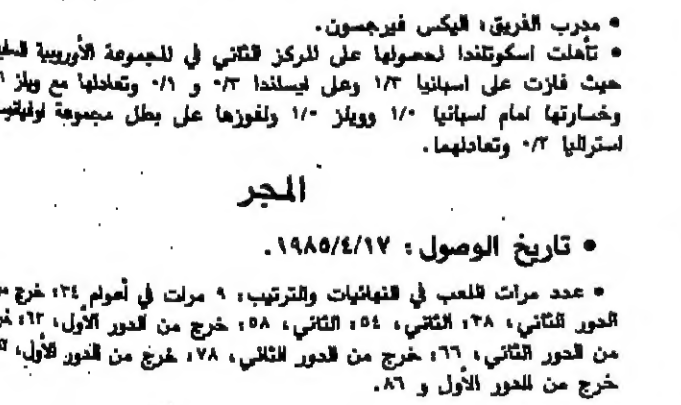 • مدرب الفريق: اليكس فيرجسون.
• تأهلت اسكوتلندا لحصولها على المركز الثاني في المجموعة الأوروبية
حيث فازت على اسبانيا ١/٣ وعلى ايسلندا ٠/٣ و ٠/١ وتعادلها مع ويلز
وخسارتها امام اسبانيا ٠/١ وويلز ٠/١ ولفوزها على بطل مجموعة
استراليا ٠/٢ وتعادلهما.
المجر
• تاريخ الوصول: ١٩٨٥/٤/١٧.
• عدد مرات اللعب في النهائيات والترتيب: ٩ مرات في أعوام ٣٤: خرج من
الدور الثاني، ٣٨: الثاني، ٥٤: الثاني، ٥٨: خرج من الدور الأول، ٦٢: خرج
من الدور الثاني، ٦٦: خرج من الدور الثاني، ٧٨: خرج من الدور الأول،
خرج من الدور الأول و ٨٦.